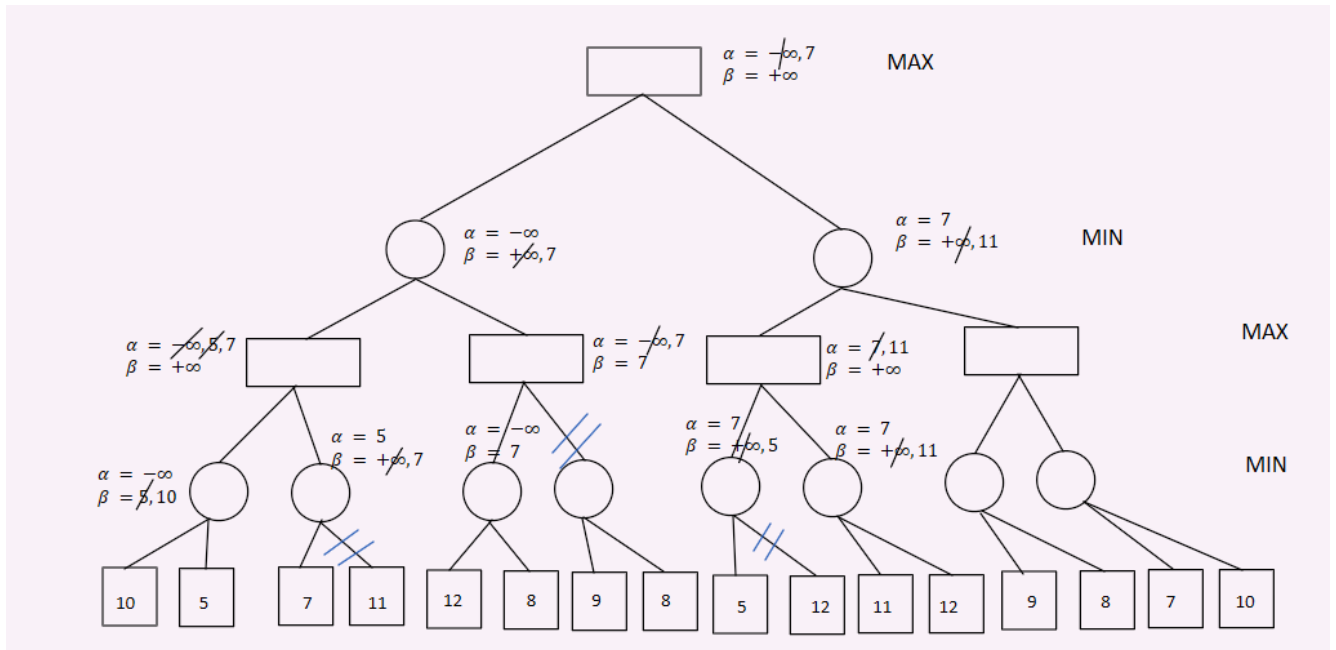 α = -∞, 7
β = +∞
MAX
α = -∞
β = +∞, 7
α = 7
β = +∞, 11
MIN
α = -∞, 5, 7
β = +∞
α = -∞, 7
β = 7
α = 7, 11
β = +∞
MAX
α = -∞
β = 5, 10
α = 5
β = +∞, 7
α = -∞
β = 7
α = 7
β = +∞, 5
α = 7
β = +∞, 11
MIN
10 5 7 11 12 8 9 8 5 12 11 12 9 8 7 10